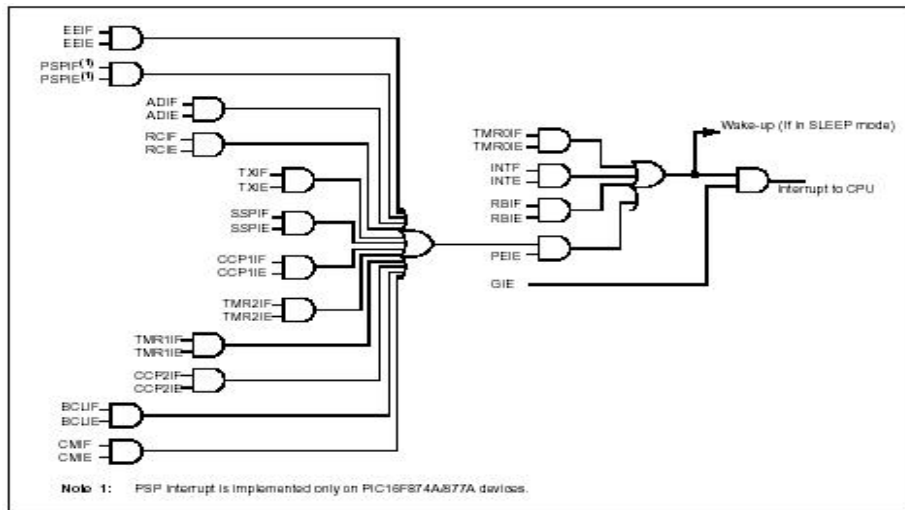 EEIF
EEIE
PSPIF(1)
PSPIE(1)
ADIF
ADIE
RCIF
RCIE
TXIF
TXIE
SSPIF
SSPIE
CCP1IF
CCP1IE
TMR2IF
TMR2IE
TMR1IF
TMR1IE
CCP2IF
CCP2IE
BCLIF
BCLIE
CMIF
CMIE
TMR0IF
TMR0IE
INTF
INTE
RBIF
RBIE
PEIE
GIE
Wake-up (If in SLEEP mode)
Interrupt to CPU
Note 1: PSP interrupt is implemented only on PIC16F874A/877A devices.